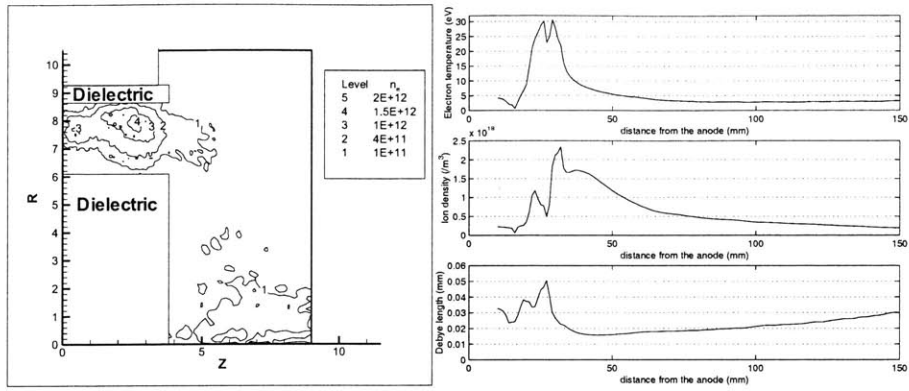 10
9
8
7
6
5
4
3
2
1
0
R
Dielectric
3
4
3
2
1
Dielectric
1
0
5
10
Z
Level nₑ
5 2E+12
4 1.5E+12
3 1E+12
2 4E+11
1 1E+11
Electron temperature (eV)
30
25
20
15
10
5
0
0 50 100 150
distance from the anode (mm)
x 10¹⁹
Ion density (/m³)
2.5
2
1.5
1
0.5
0
0 50 100 150
distance from the anode (mm)
Debye length (mm)
0.06
0.05
0.04
0.03
0.02
0.01
0
0 50 100 150
distance from the anode (mm)